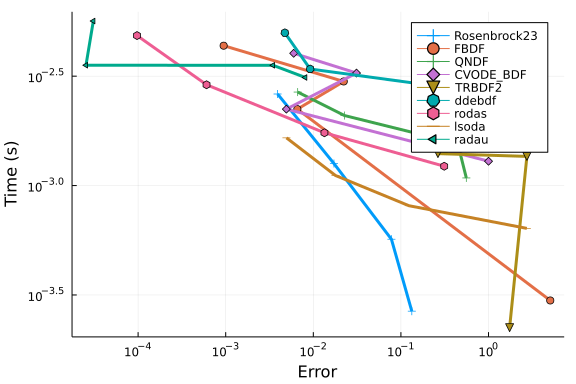 Time (s)
10^-2.5
10^-3.0
10^-3.5
Rosenbrock23
FBDF
QNDF
CVODE_BDF
TRBDF2
ddebdf
rodas
lsoda
radau
10^-4 10^-3 10^-2 10^-1 10^0
Error